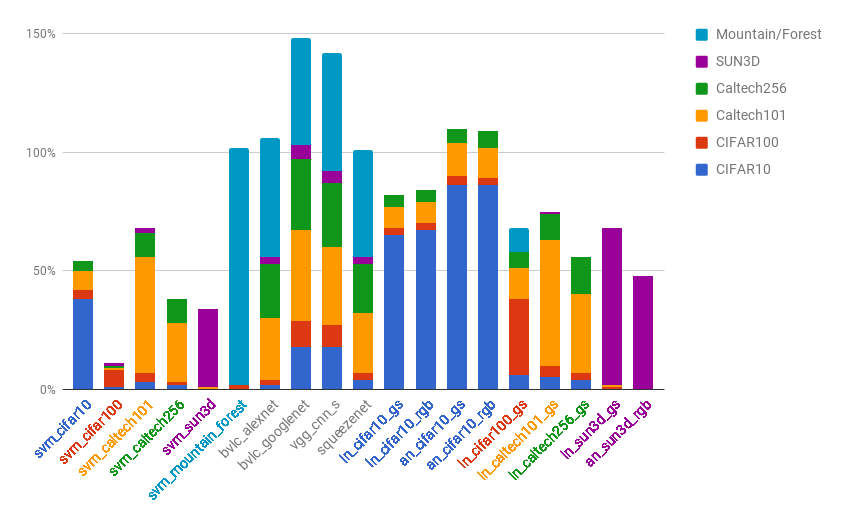 150%
100%
50%
0%
Mountain/Forest
SUN3D
Caltech256
Caltech101
CIFAR100
CIFAR10
svm_cifar10
svm_cifar100
svm_caltech101
svm_caltech256
svm_sun3d
svm_mountain_forest
bvlc_alexnet
bvlc_googlenet
vgg_cnn_s
squeezenet
ln_cifar10_gs
ln_cifar10_rgb
an_cifar10_gs
an_cifar10_rgb
ln_cifar100_gs
ln_caltech101_gs
ln_caltech256_gs
ln_sun3d_gs
an_sun3d_rgb